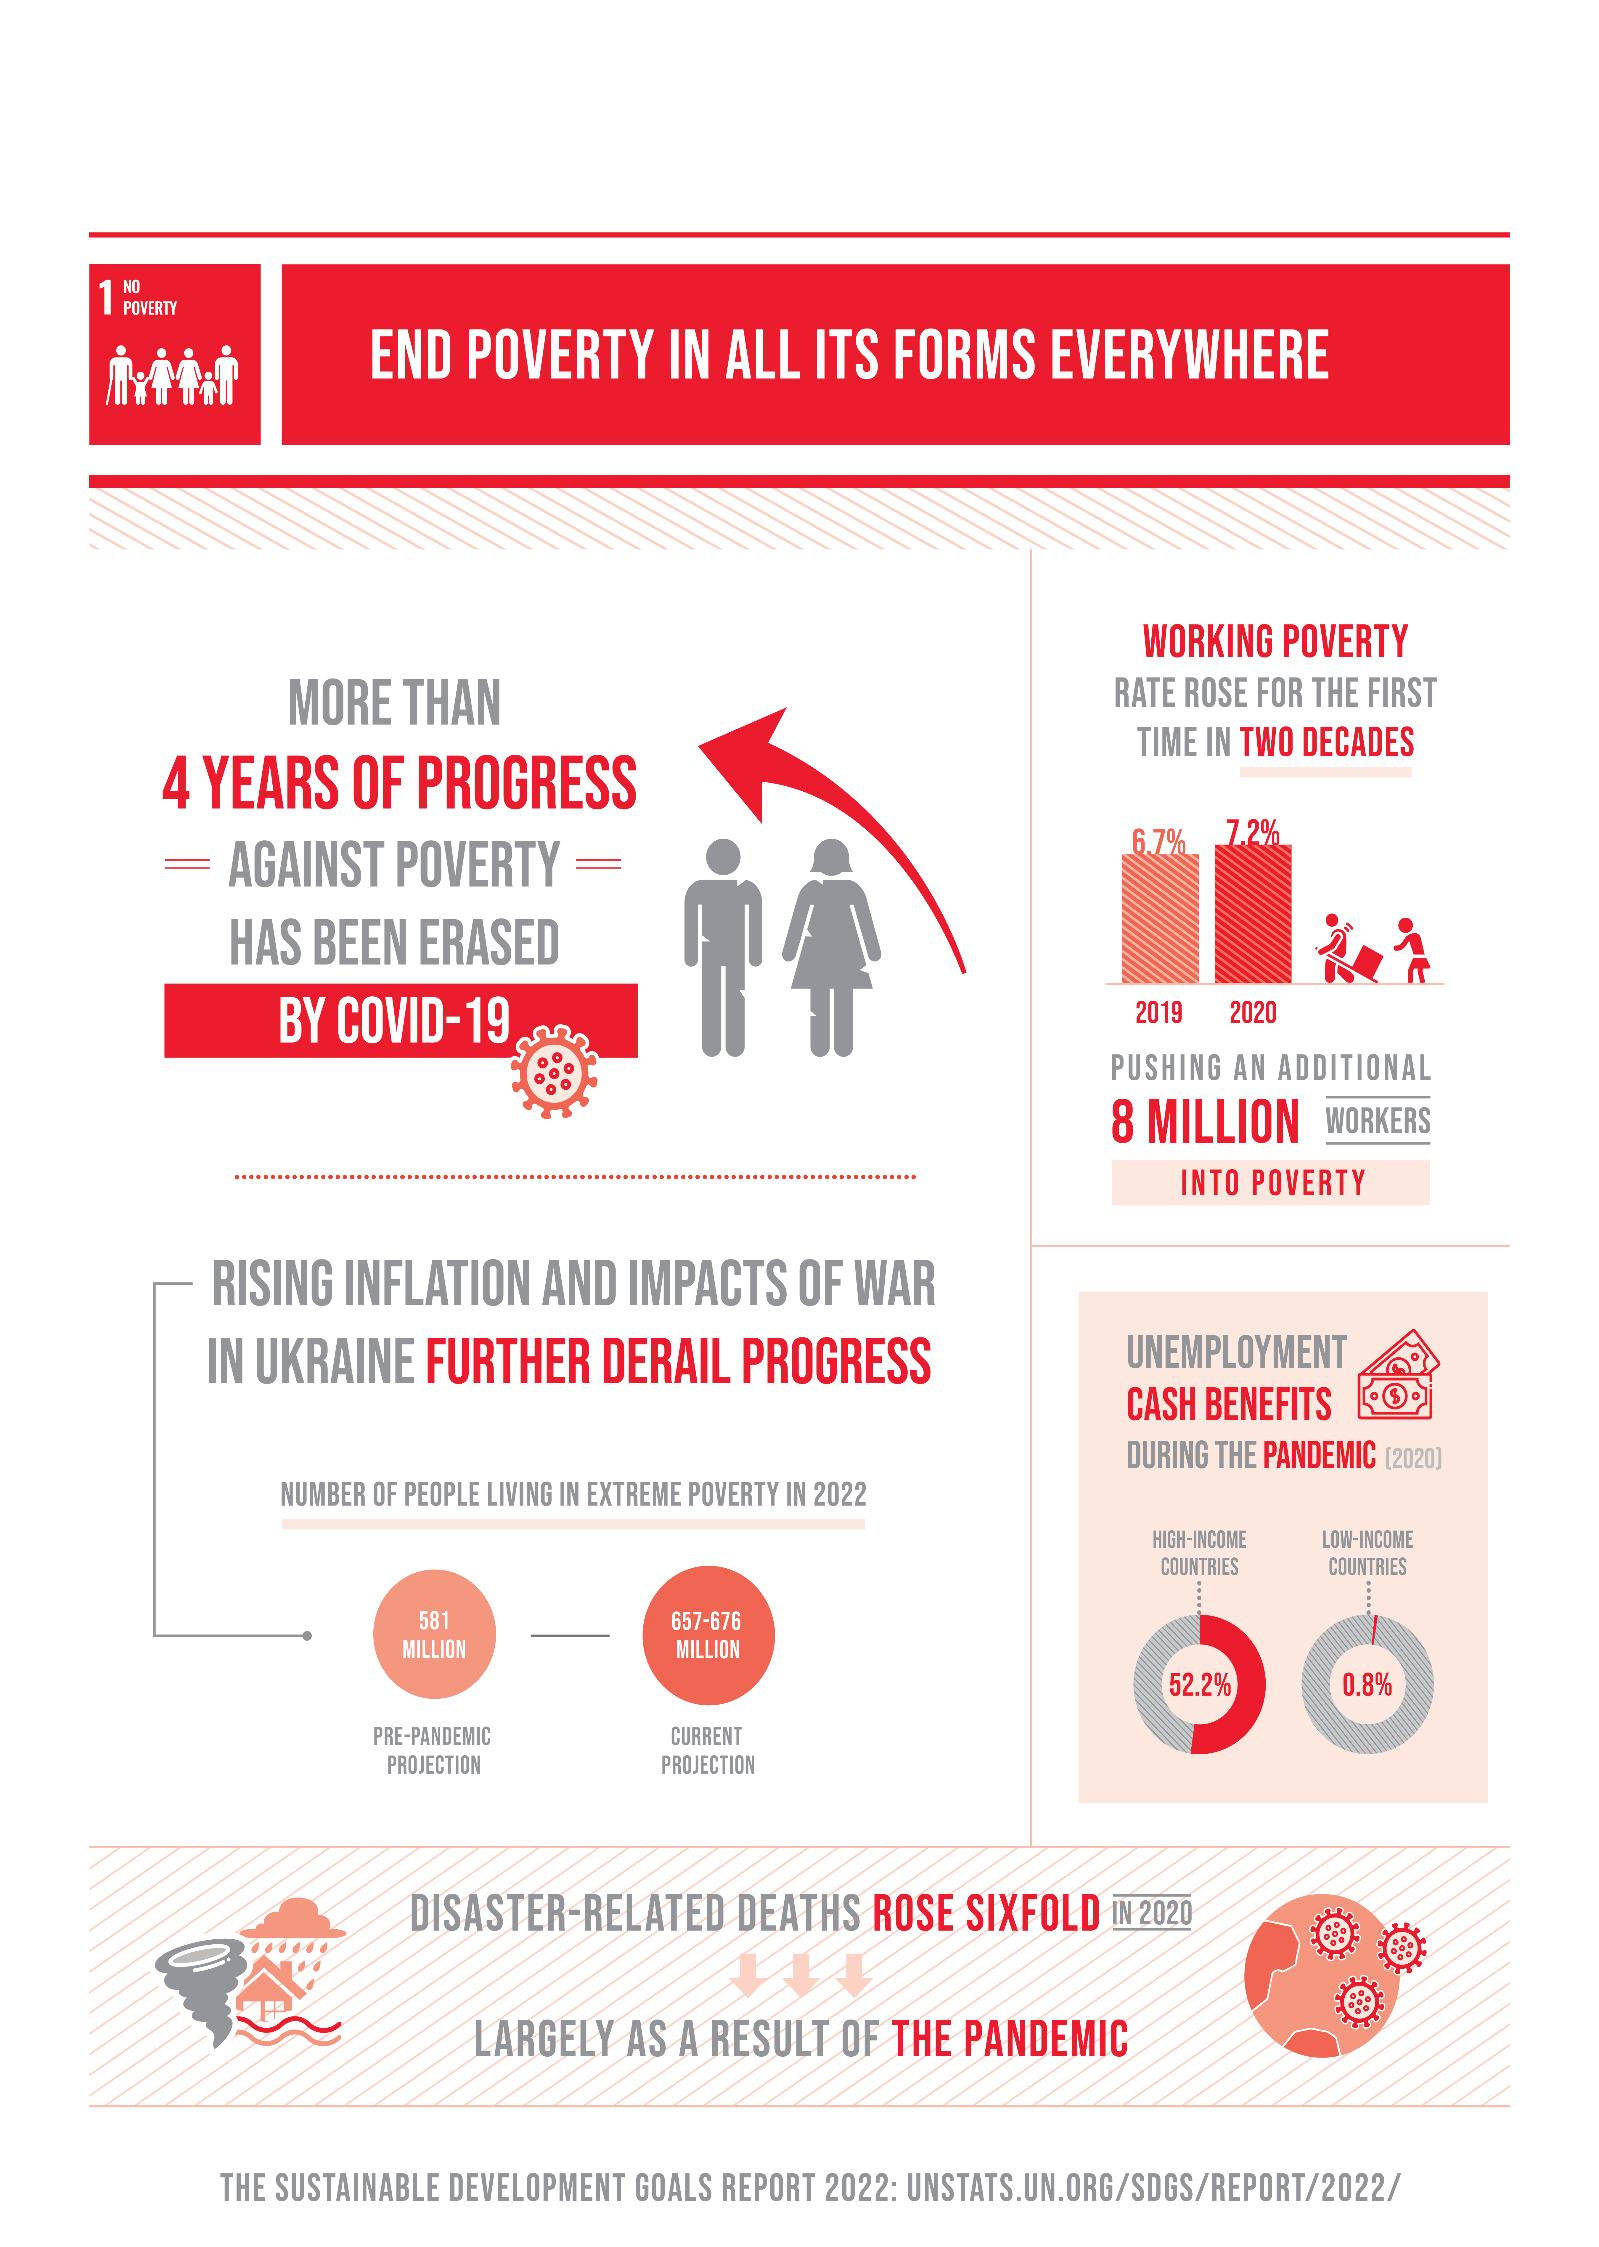 1 NO
POVERTY
END POVERTY IN ALL ITS FORMS EVERYWHERE
MORE THAN
4 YEARS OF PROGRESS
AGAINST POVERTY
HAS BEEN ERASED
BY COVID-19
RISING INFLATION AND IMPACTS OF WAR
IN UKRAINE FURTHER DERAIL PROGRESS
NUMBER OF PEOPLE LIVING IN EXTREME POVERTY IN 2022
581
MILLION
PRE-PANDEMIC
PROJECTION
657-676
MILLION
CURRENT
PROJECTION
WORKING POVERTY
RATE ROSE FOR THE FIRST
TIME IN TWO DECADES
6.7% 7.2%
2019 2020
PUSHING AN ADDITIONAL
8 MILLION WORKERS
INTO POVERTY
UNEMPLOYMENT
CASH BENEFITS
DURING THE PANDEMIC (2020)
HIGH-INCOME
COUNTRIES
52.2%
LOW-INCOME
COUNTRIES
0.8%
DISASTER-RELATED DEATHS ROSE SIXFOLD IN 2020
LARGELY AS A RESULT OF THE PANDEMIC
THE SUSTAINABLE DEVELOPMENT GOALS REPORT 2022: UNSTATS.UN.ORG/SDGS/REPORT/2022/